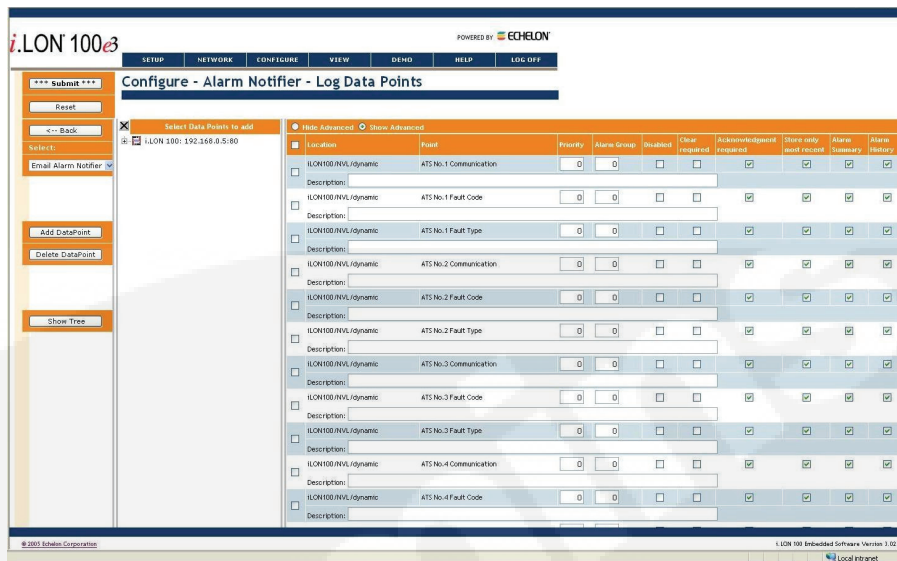 i.LON 100e3
POWERED BY ECHELON
SETUP NETWORK CONFIGURE VIEW DEMO HELP LOG OFF
*** Submit ***
Configure - Alarm Notifier - Log Data Points
Reset
<-- Back
Select Data Points to add
Hide Advanced Show Advanced
Select:
i.LON 100: 192.168.0.5:80
Location Point Priority Alarm Group Disabled Clear required Acknowledgment required Store only most recent Alarm Summary Alarm History
Email Alarm Notifier
iLON100/NVL/dynamic ATS No.1 Communication 0 0
Description:
iLON100/NVL/dynamic ATS No.1 Fault Code 0 0
Description:
Add DataPoint
iLON100/NVL/dynamic ATS No.1 Fault Type 0 0
Description:
Delete DataPoint
iLON100/NVL/dynamic ATS No.2 Communication 0 0
Description:
iLON100/NVL/dynamic ATS No.2 Fault Code 0 0
Description:
Show Tree
iLON100/NVL/dynamic ATS No.2 Fault Type 0 0
Description:
iLON100/NVL/dynamic ATS No.3 Communication 0 0
Description:
iLON100/NVL/dynamic ATS No.3 Fault Code 0 0
Description:
iLON100/NVL/dynamic ATS No.3 Fault Type 0 0
Description:
iLON100/NVL/dynamic ATS No.4 Communication 0 0
Description:
iLON100/NVL/dynamic ATS No.4 Fault Code 0 0
Description:
© 2005 Echelon Corporation
i.LON 100 Embedded Software Version 3.02
Local intranet